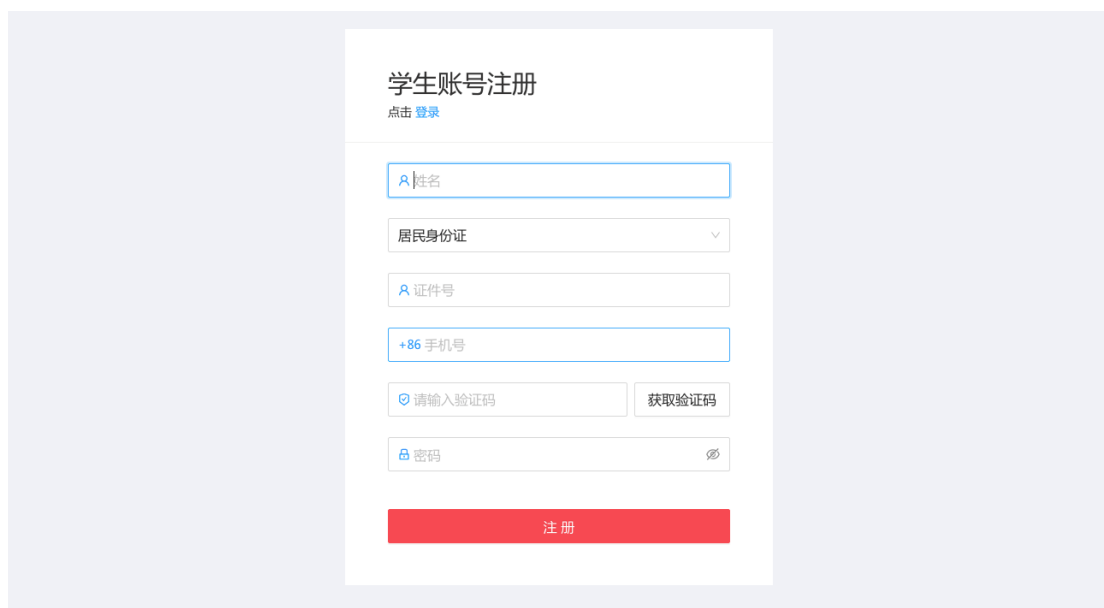 学生账号注册
点击 登录
姓名
居民身份证
证件号
+86 手机号
请输入验证码 获取验证码
密码
注 册